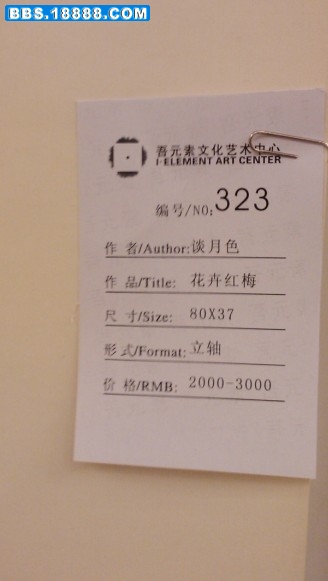 BBS.18888.COM
吾元素文化艺术中心
I-ELEMENT ART CENTER
编号/NO: 323
作 者/Author: 谈月色
作 品/Title: 花卉红梅
尺 寸/Size: 80X37
形 式/Format: 立轴
价 格/RMB: 2000-3000